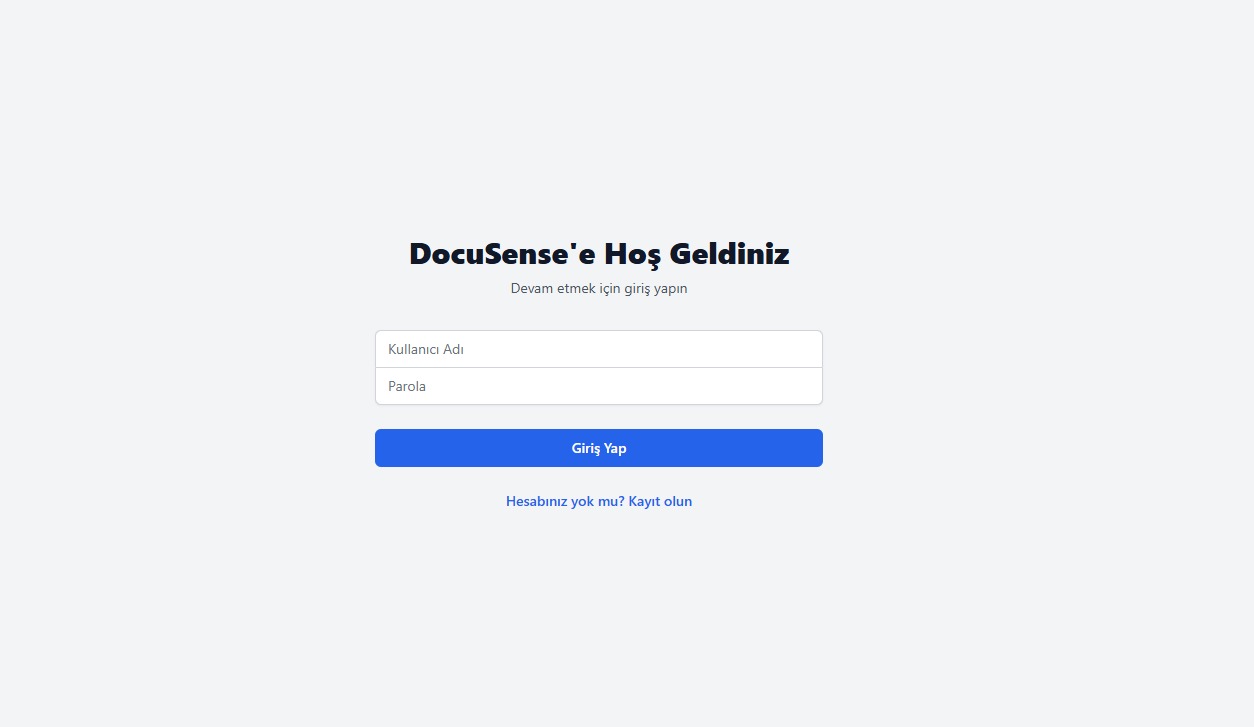 DocuSense'e Hoş Geldiniz
Devam etmek için giriş yapın
Kullanıcı Adı
Parola
Giriş Yap
Hesabınız yok mu? Kayıt olun